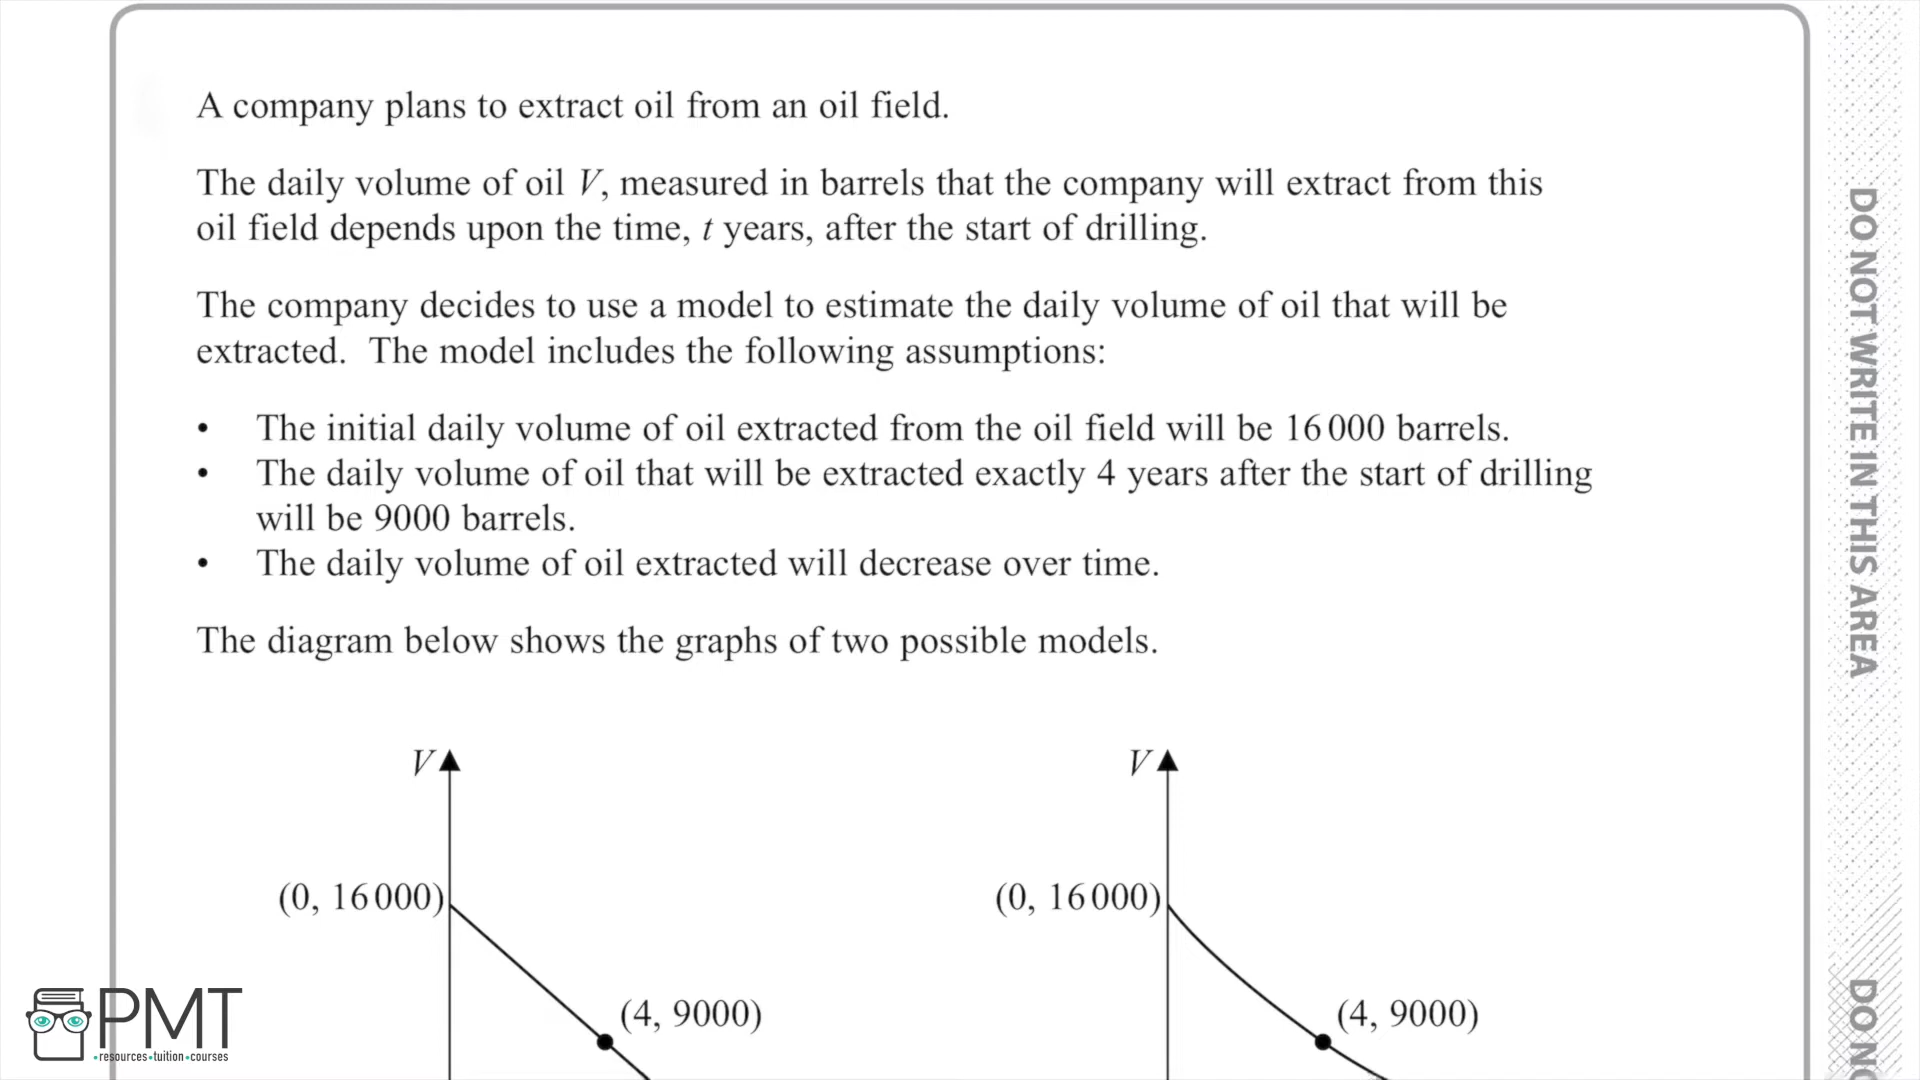 A company plans to extract oil from an oil field.
The daily volume of oil V, measured in barrels that the company will extract from this
oil field depends upon the time, t years, after the start of drilling.
The company decides to use a model to estimate the daily volume of oil that will be
extracted. The model includes the following assumptions:
• The initial daily volume of oil extracted from the oil field will be 16 000 barrels.
• The daily volume of oil that will be extracted exactly 4 years after the start of drilling
will be 9000 barrels.
• The daily volume of oil extracted will decrease over time.
The diagram below shows the graphs of two possible models.
V
(0, 16 000)
(4, 9000)
V
(0, 16 000)
(4, 9000)
DO NOT WRITE IN THIS AREA
DO NO
PMT
•resources•tuition•courses